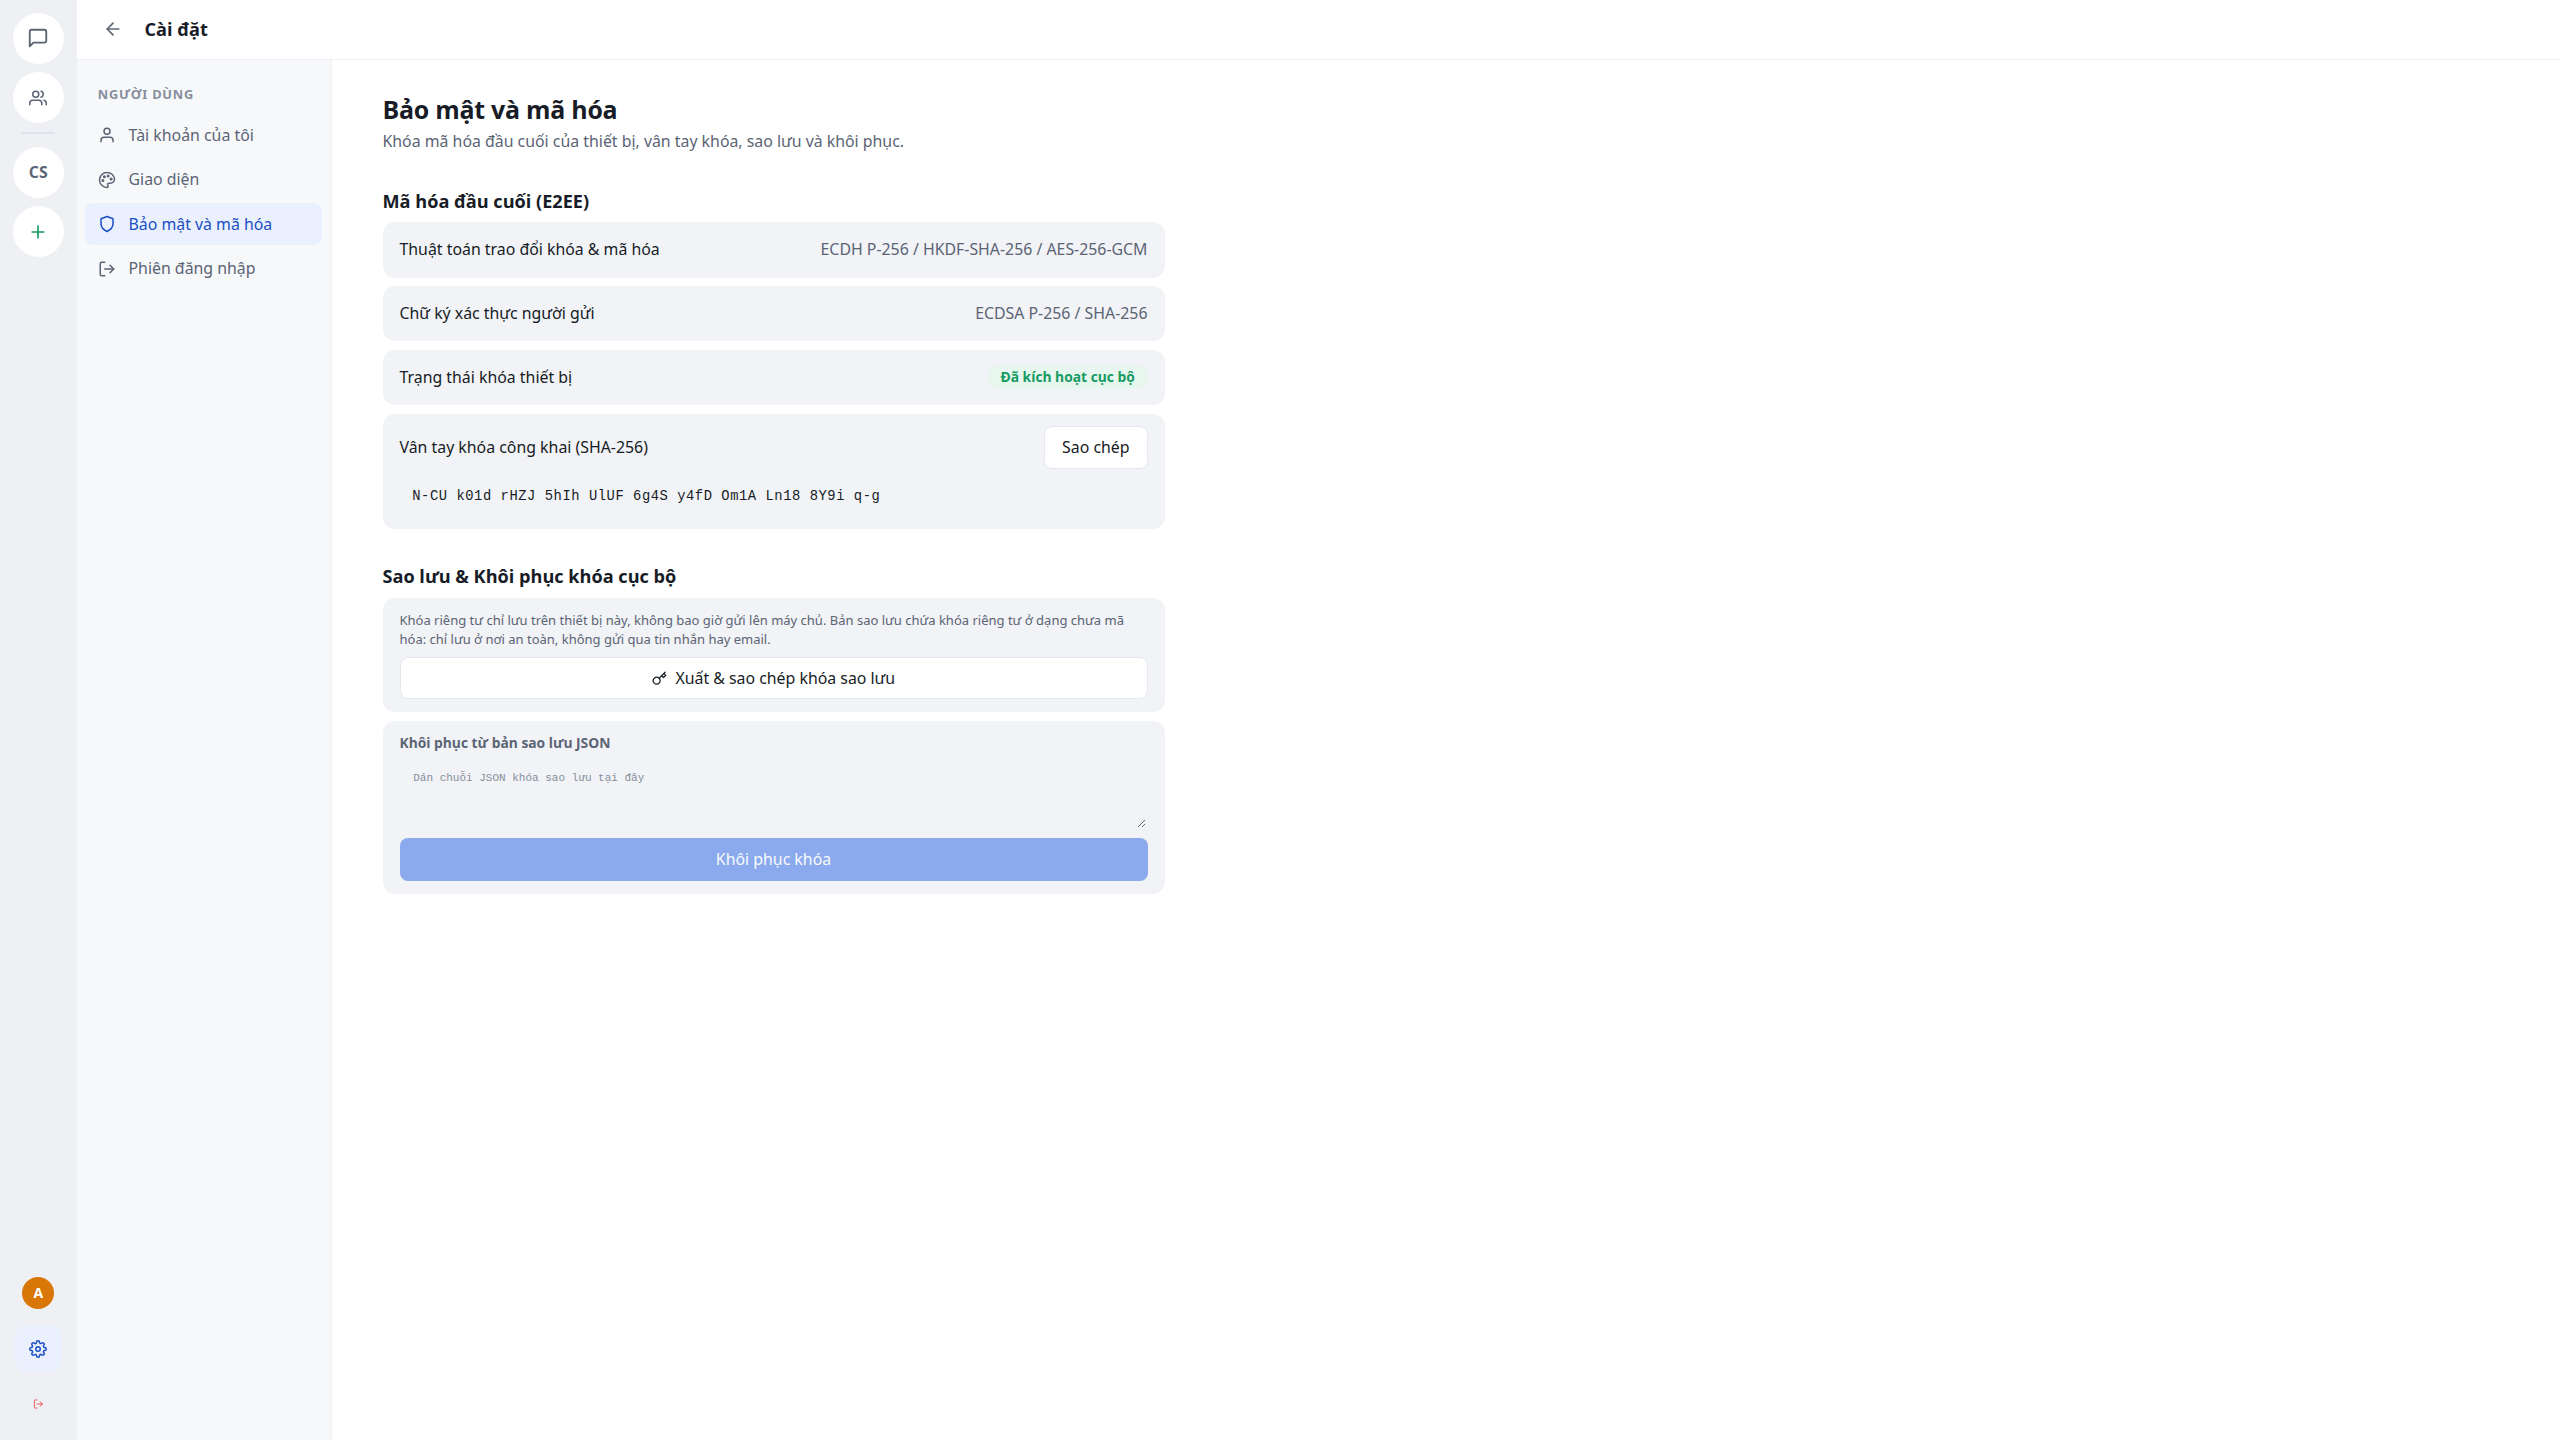 Cài đặt
CS
NGƯỜI DÙNG
Tài khoản của tôi
Giao diện
Bảo mật và mã hóa
Phiên đăng nhập
A
Bảo mật và mã hóa
Khóa mã hóa đầu cuối của thiết bị, vân tay khóa, sao lưu và khôi phục.
Mã hóa đầu cuối (E2EE)
Thuật toán trao đổi khóa & mã hóa ECDH P-256 / HKDF-SHA-256 / AES-256-GCM
Chữ ký xác thực người gửi ECDSA P-256 / SHA-256
Trạng thái khóa thiết bị Đã kích hoạt cục bộ
Vân tay khóa công khai (SHA-256) Sao chép
N-CU k01d rHZJ 5hIh UlUF 6g4S y4fD Om1A Ln18 8Y9i q-g
Sao lưu & Khôi phục khóa cục bộ
Khóa riêng tư chỉ lưu trên thiết bị này, không bao giờ gửi lên máy chủ. Bản sao lưu chứa khóa riêng tư ở dạng chưa mã
hóa: chỉ lưu ở nơi an toàn, không gửi qua tin nhắn hay email.
Xuất & sao chép khóa sao lưu
Khôi phục từ bản sao lưu JSON
Dán chuỗi JSON khóa sao lưu tại đây
Khôi phục khóa